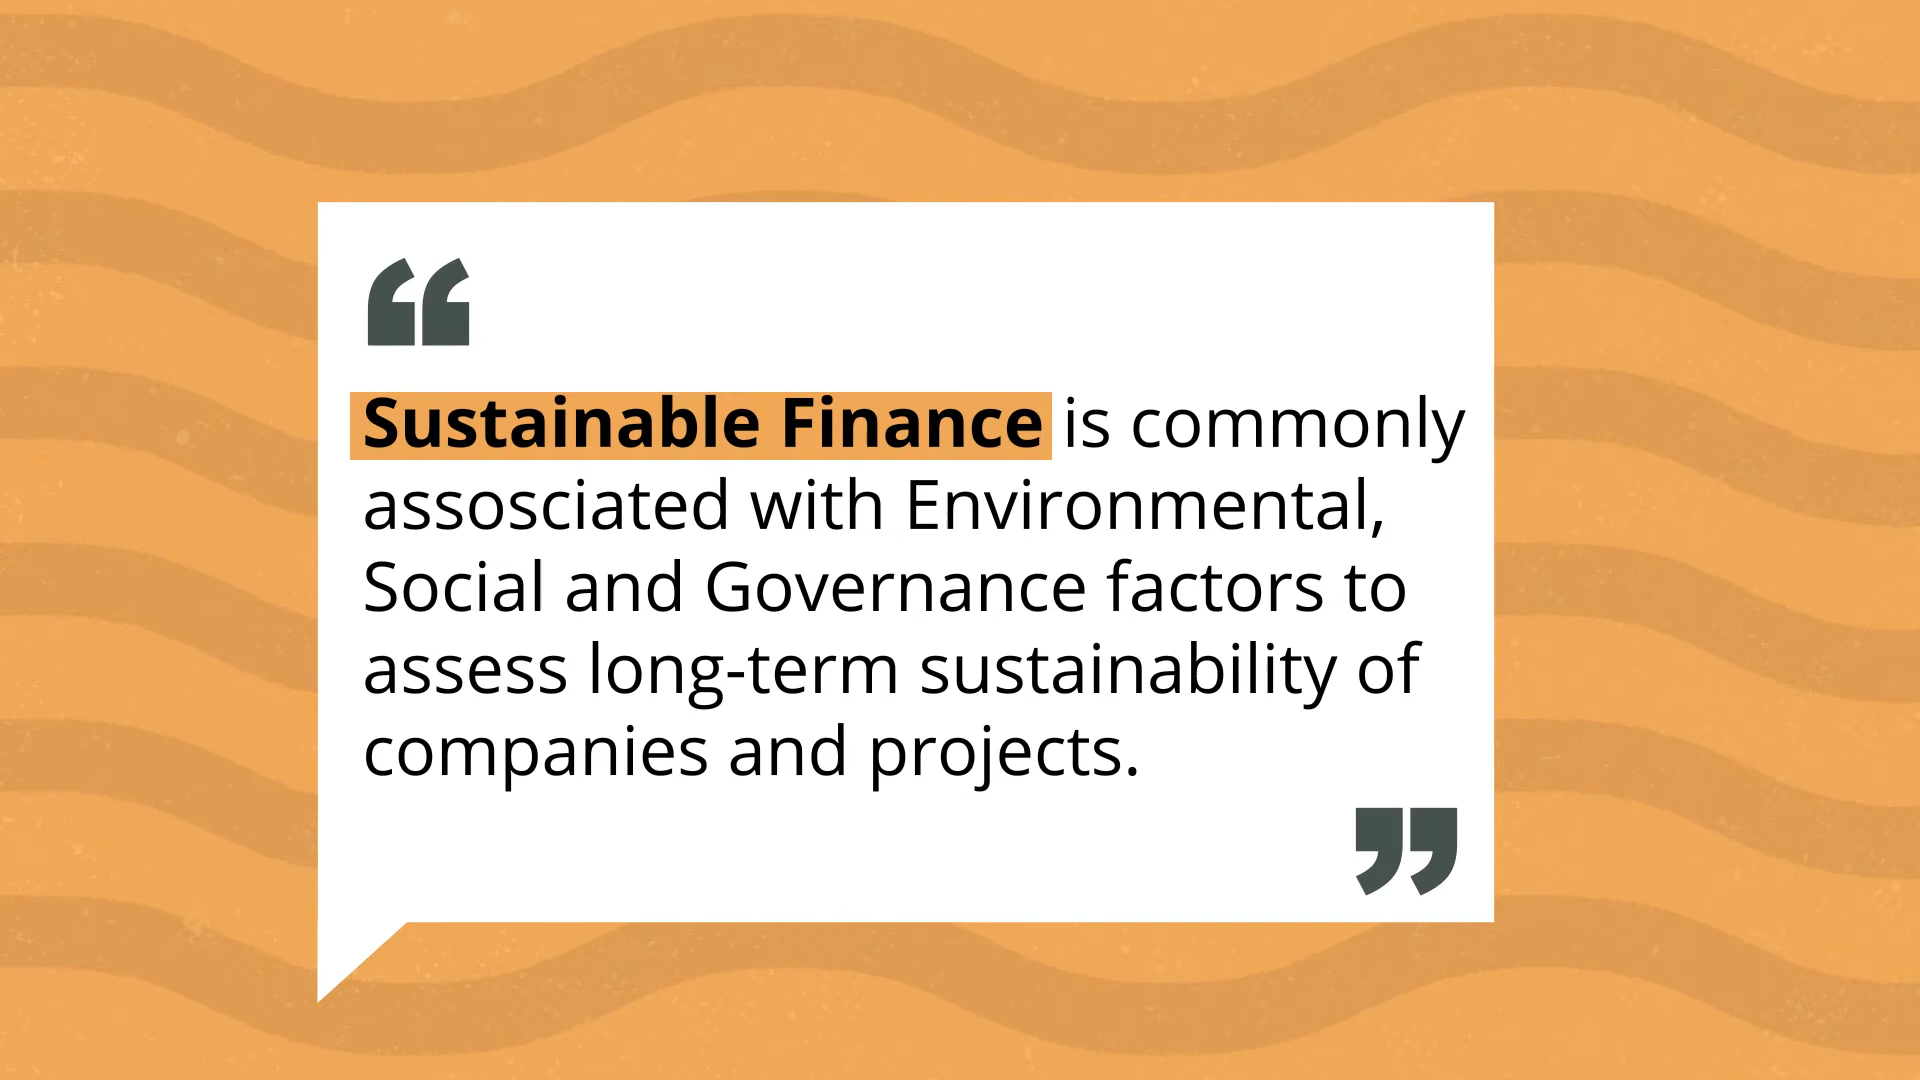 “
Sustainable Finance is commonly
assosciated with Environmental,
Social and Governance factors to
assess long-term sustainability of
companies and projects.
”